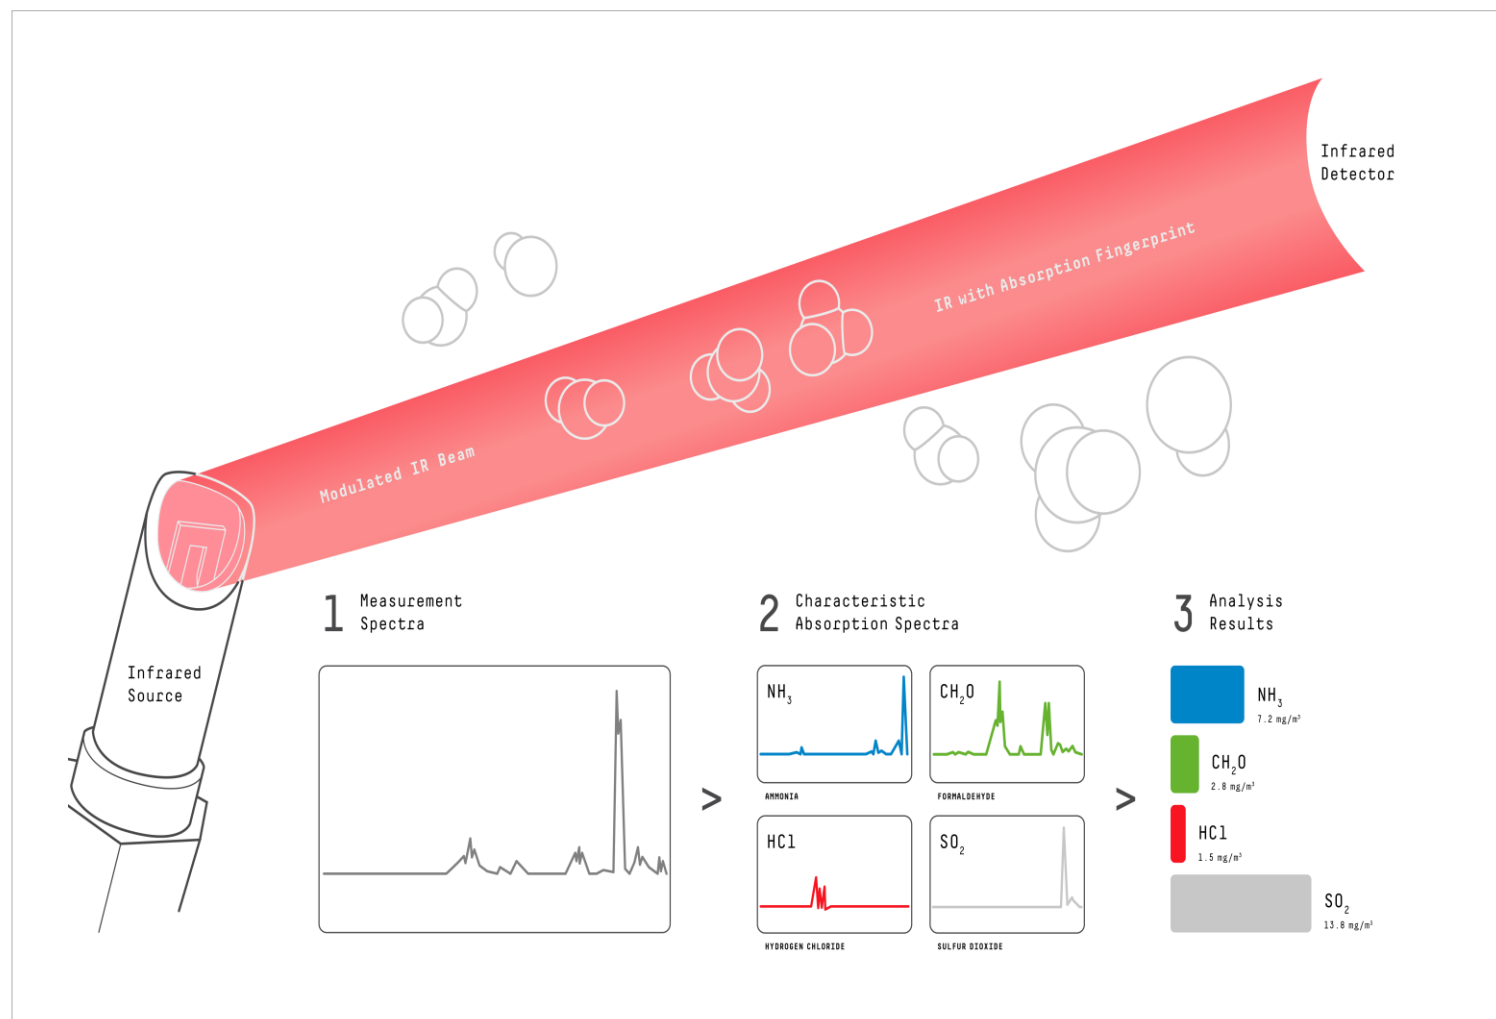 Infrared
Detector
IR with Absorption Fingerprint
Modulated IR Beam
Infrared
Source
1 Measurement
Spectra
2 Characteristic
Absorption Spectra
3 Analysis
Results
NH₃
AMMONIA
CH₂O
FORMALDEHYDE
HCl
HYDROGEN CHLORIDE
SO₂
SULFUR DIOXIDE
>
>
NH₃
7.2 mg/m³
CH₂O
2.8 mg/m³
HCl
1.5 mg/m³
SO₂
13.8 mg/m³